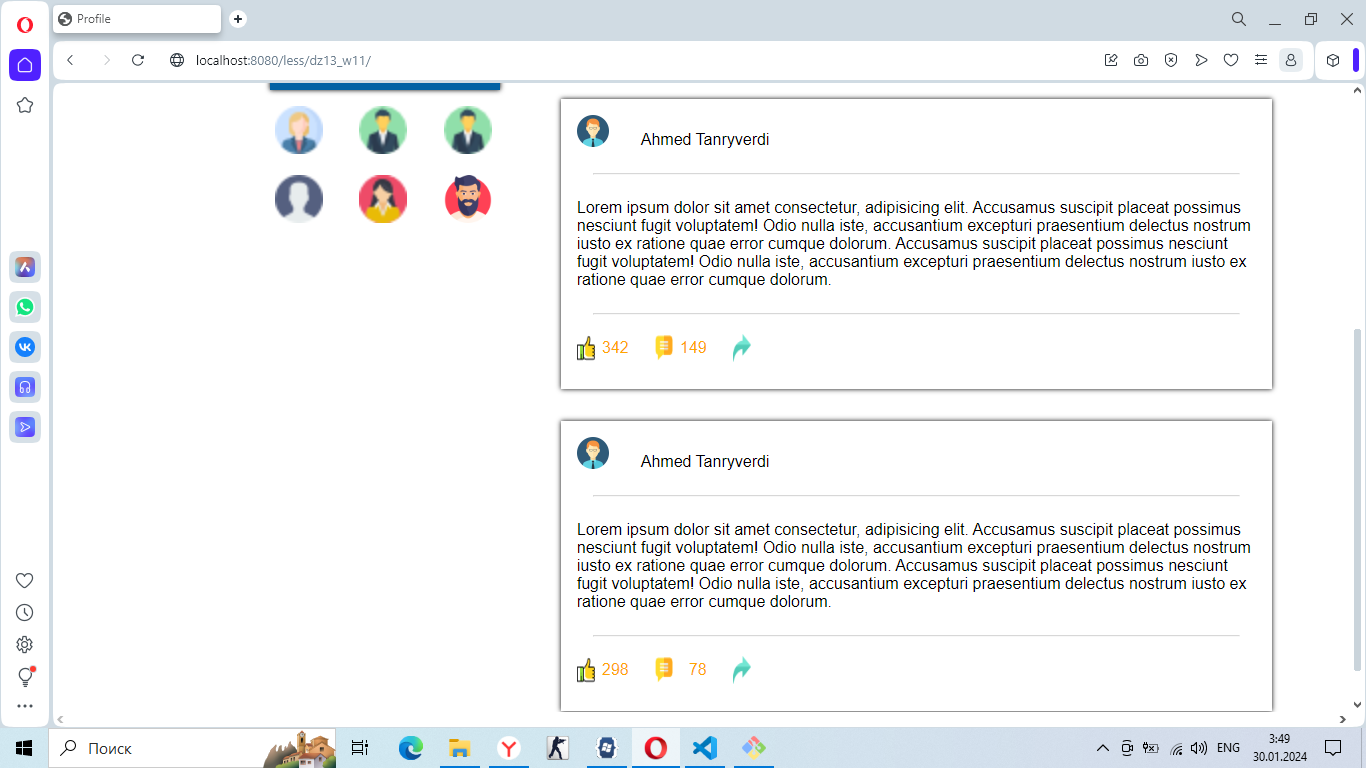 Profile
localhost:8080/less/dz13_w11/
Ahmed Tanryverdi
Lorem ipsum dolor sit amet consectetur, adipisicing elit. Accusamus suscipit placeat possimus
nesciunt fugit voluptatem! Odio nulla iste, accusantium excepturi praesentium delectus nostrum
iusto ex ratione quae error cumque dolorum. Accusamus suscipit placeat possimus nesciunt
fugit voluptatem! Odio nulla iste, accusantium excepturi praesentium delectus nostrum iusto ex
ratione quae error cumque dolorum.
342 149
Ahmed Tanryverdi
Lorem ipsum dolor sit amet consectetur, adipisicing elit. Accusamus suscipit placeat possimus
nesciunt fugit voluptatem! Odio nulla iste, accusantium excepturi praesentium delectus nostrum
iusto ex ratione quae error cumque dolorum. Accusamus suscipit placeat possimus nesciunt
fugit voluptatem! Odio nulla iste, accusantium excepturi praesentium delectus nostrum iusto ex
ratione quae error cumque dolorum.
298 78
Поиск
ENG
3:49
30.01.2024